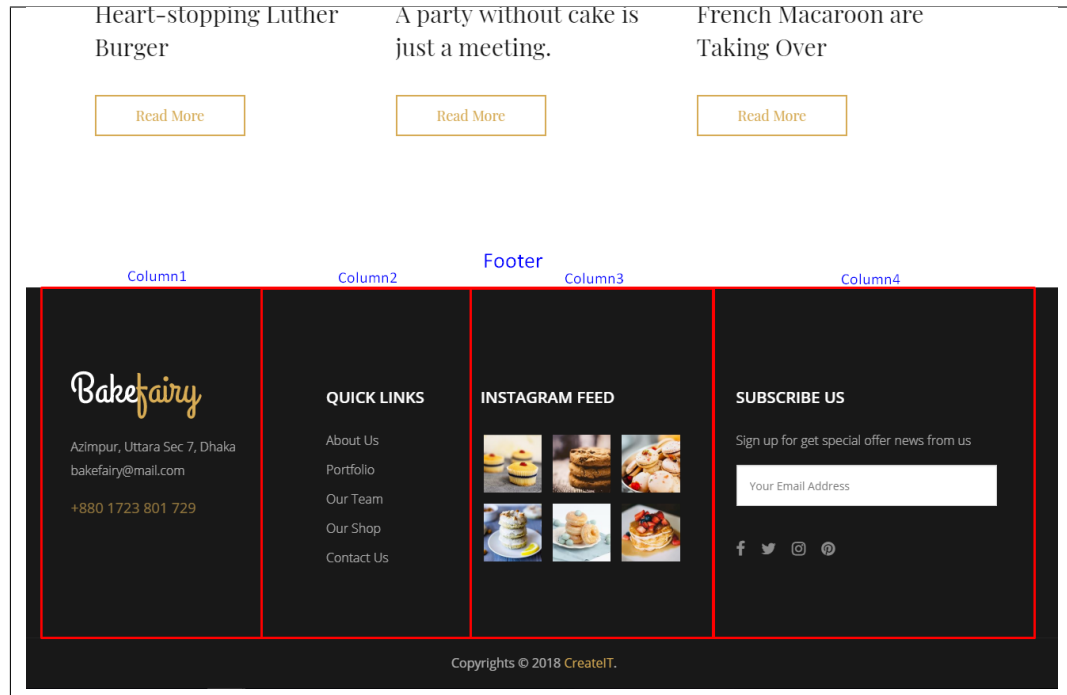 Heart-stopping Luther
Burger
Read More
A party without cake is
just a meeting.
Read More
French Macaroon are
Taking Over
Read More
Footer
Column1
Column2
Column3
Column4
Bakefairy
Azimpur, Uttara Sec 7, Dhaka
bakefairy@mail.com
+880 1723 801 729
QUICK LINKS
About Us
Portfolio
Our Team
Our Shop
Contact Us
INSTAGRAM FEED
SUBSCRIBE US
Sign up for get special offer news from us
Your Email Address
Copyrights © 2018 CreateIT.